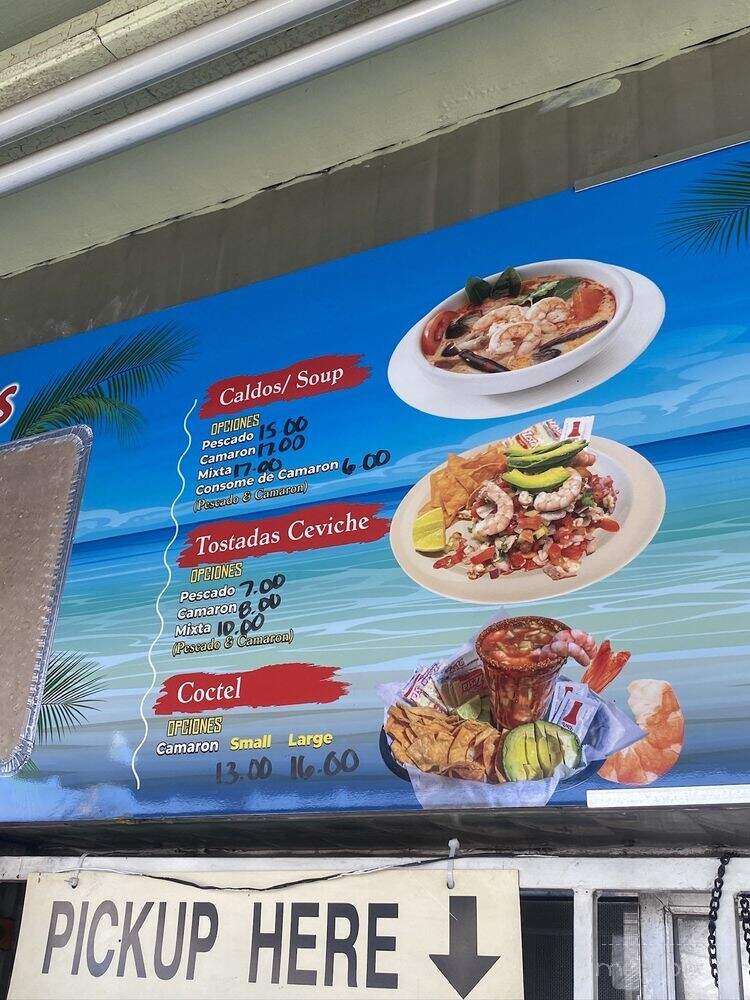 s
Caldos/ Soup
OPCIONES
Pescado 15.00
Camaron 17.00
Mixta 17.00
Consome de Camaron 6.00
(Pescado & Camaron)
Tostadas Ceviche
OPCIONES
Pescado 7.00
Camaron 8.00
Mixta 10.00
(Pescado & Camaron)
Coctel
OPCIONES
Camaron Small Large
13.00 16.00
PICKUP HERE